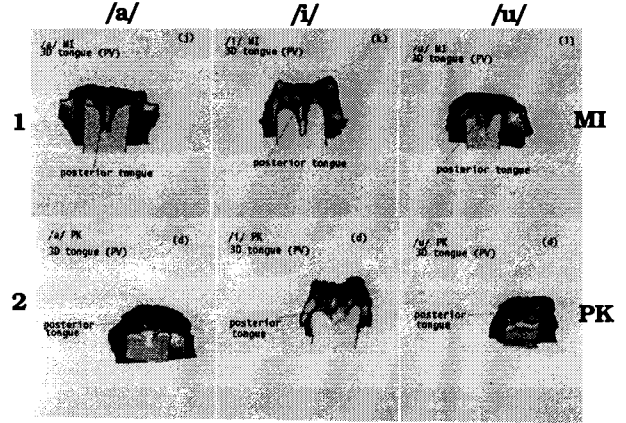 /a/ /i/ /u/
/a/ MI (j)
3D tongue (PV)
posterior tongue
/i/ MI (k)
3D tongue (PV)
posterior tongue
/u/ MI (l)
3D tongue (PV)
posterior tongue
1 MI
/a/ PK (d)
3D tongue (PV)
posterior
tongue
/i/ PK (d)
3D tongue (PV)
posterior
tongue
/u/ PK (d)
3D tongue (PV)
posterior
tongue
2 PK